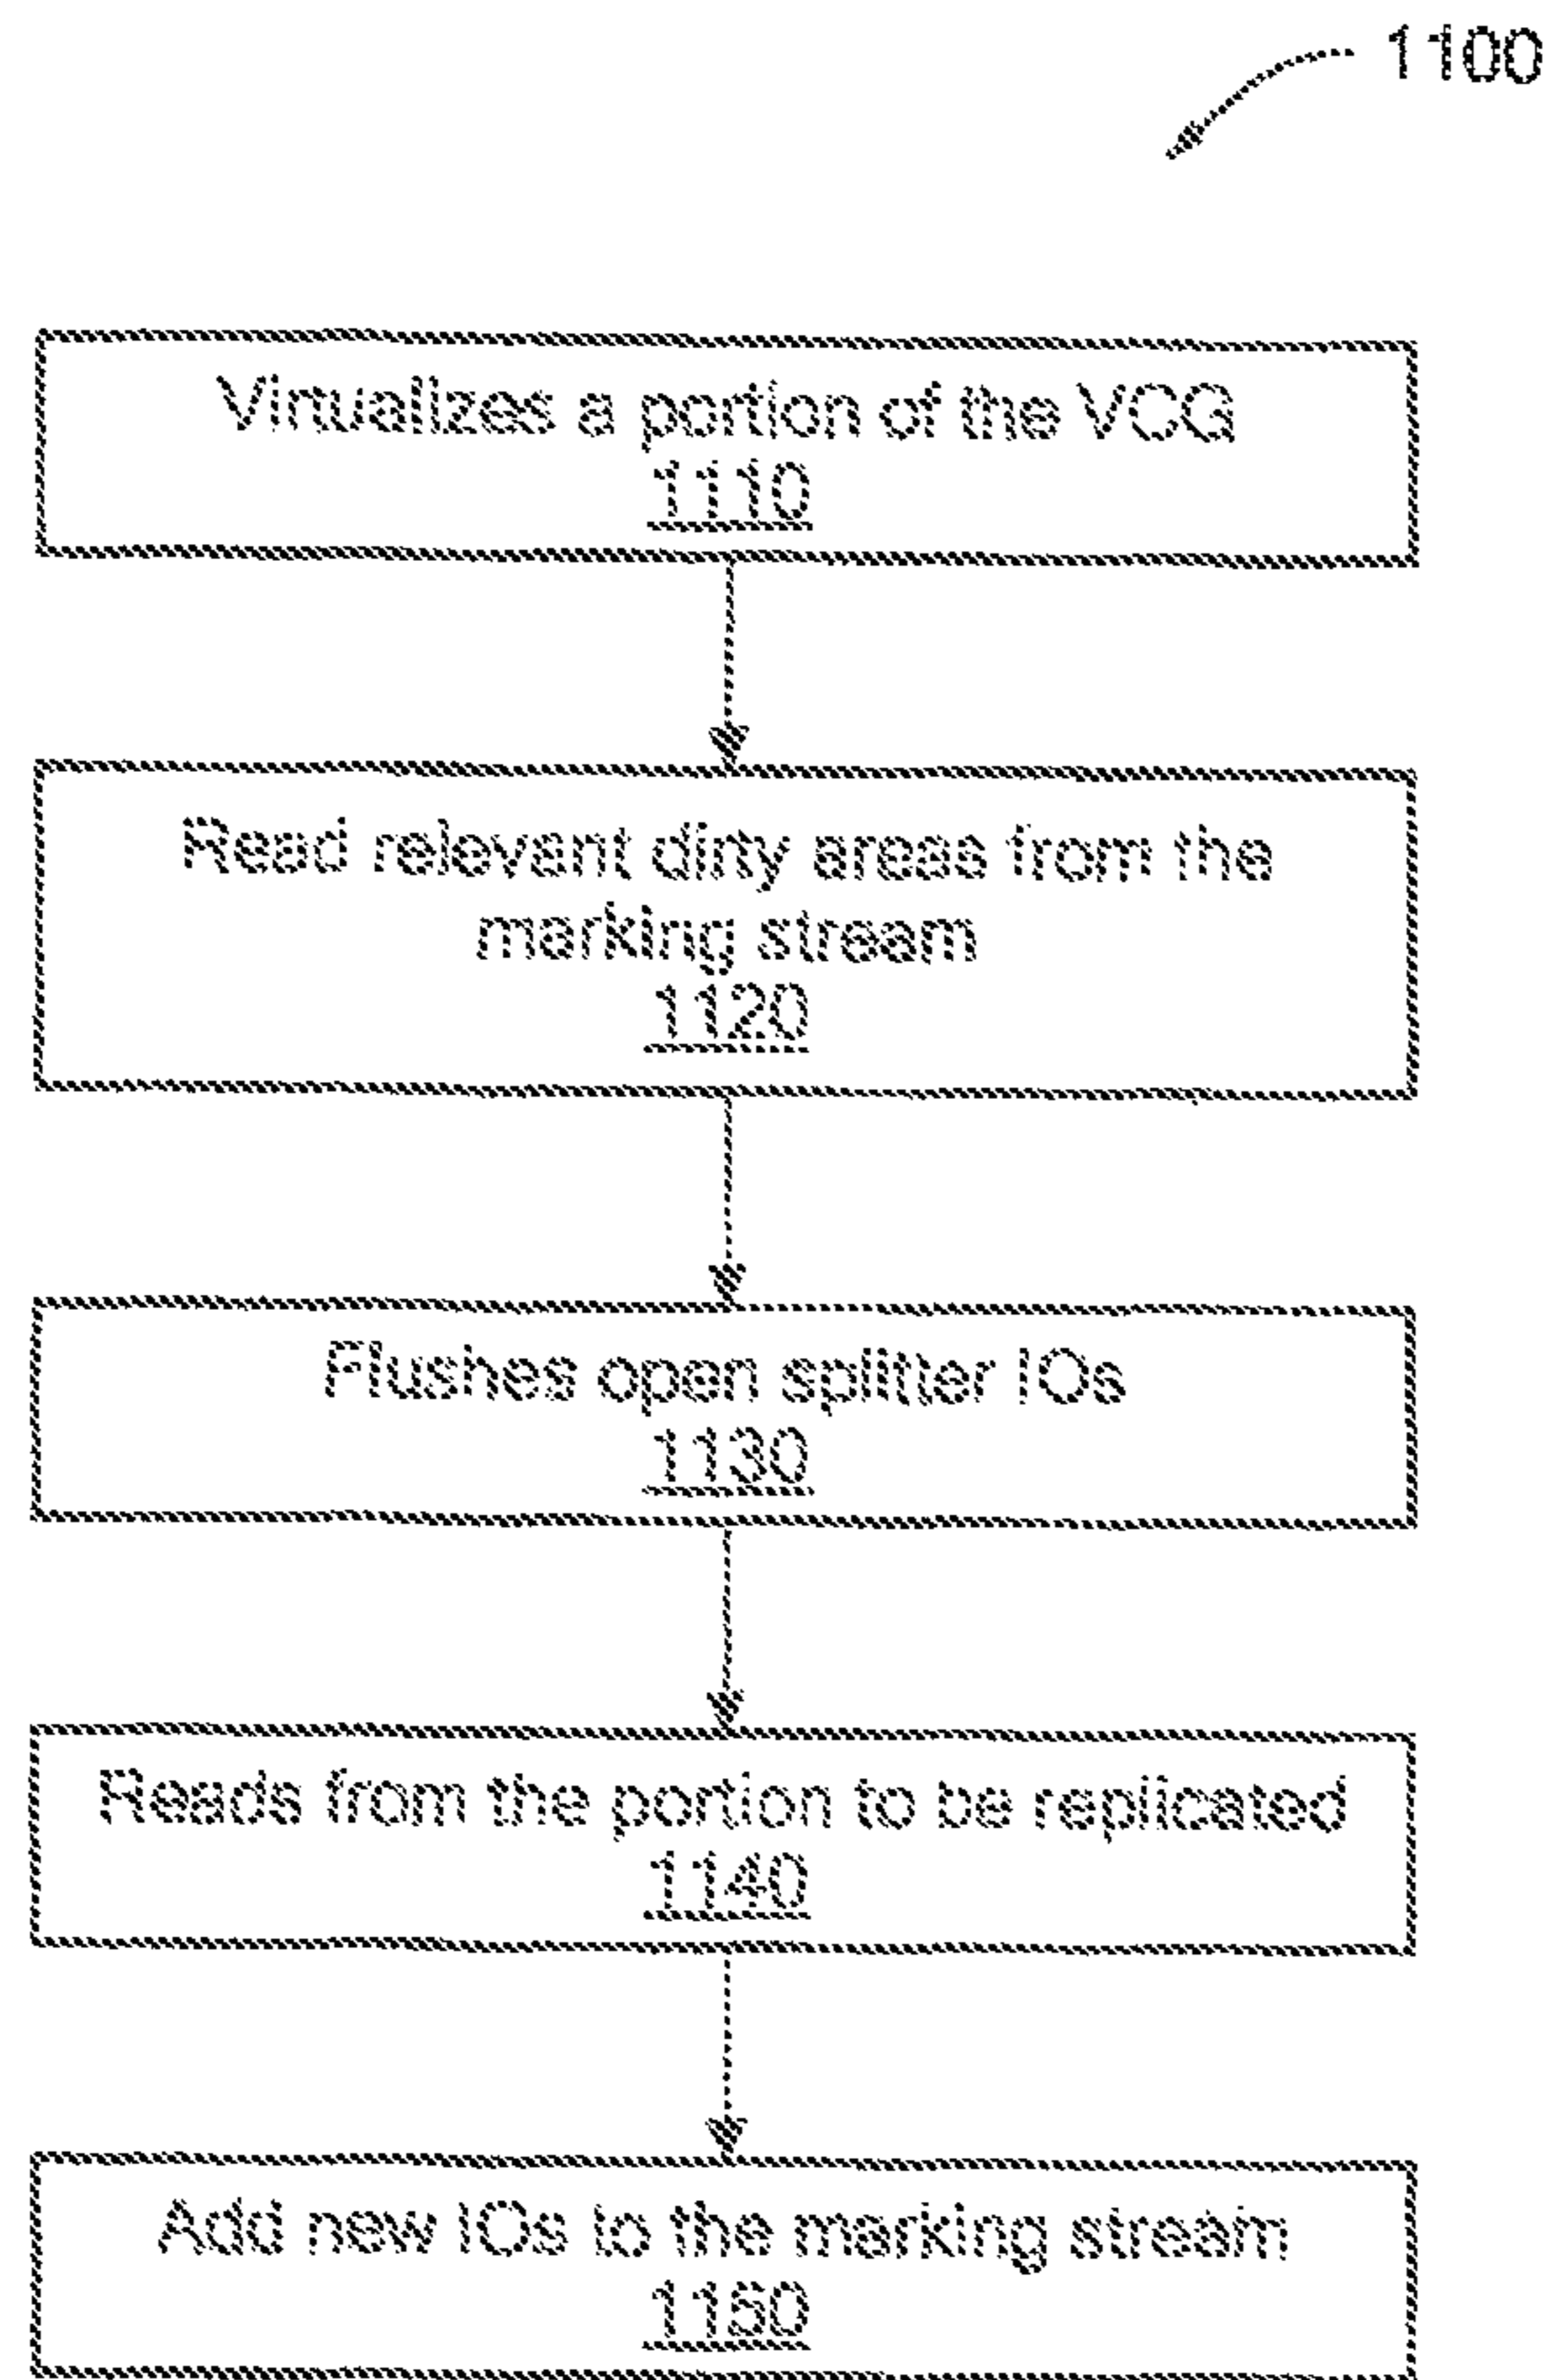 1100
Virtualizes a portion of the VCG
1110
Read relevant dirty areas from the
marking stream
1120
Flushes open splitter IOs
1130
Reads from the portion to be replicated
1140
Add new IOs to the marking stream
1150